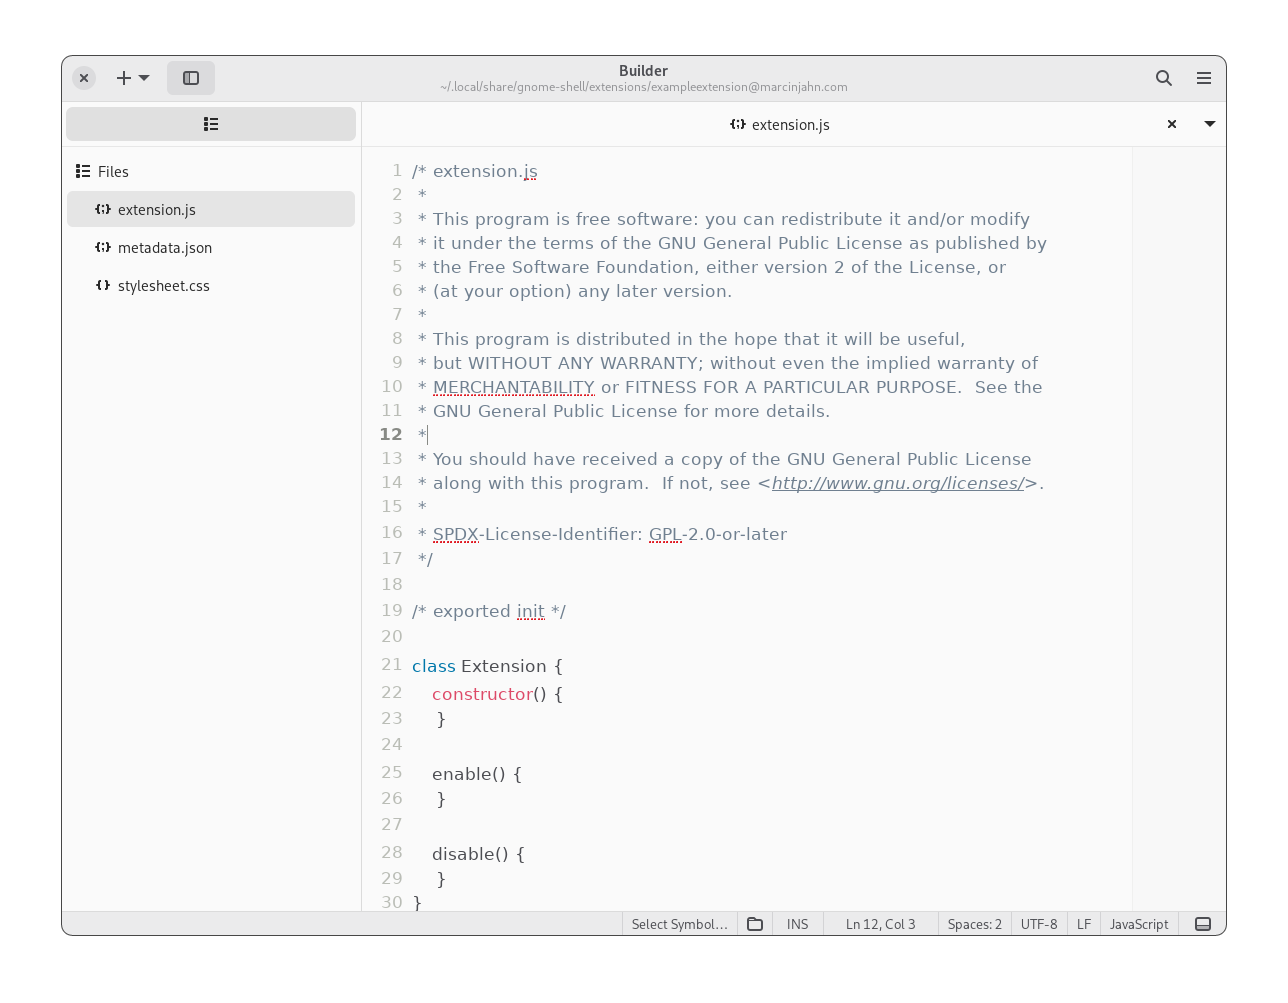 Builder
~/.local/share/gnome-shell/extensions/exampleextension@marcinjahn.com
extension.js
Files
extension.js
metadata.json
stylesheet.css
1 /* extension.js
2  *
3  * This program is free software: you can redistribute it and/or modify
4  * it under the terms of the GNU General Public License as published by
5  * the Free Software Foundation, either version 2 of the License, or
6  * (at your option) any later version.
7  *
8  * This program is distributed in the hope that it will be useful,
9  * but WITHOUT ANY WARRANTY; without even the implied warranty of
10  * MERCHANTABILITY or FITNESS FOR A PARTICULAR PURPOSE.  See the
11  * GNU General Public License for more details.
12  *
13  * You should have received a copy of the GNU General Public License
14  * along with this program.  If not, see <http://www.gnu.org/licenses/>.
15  *
16  * SPDX-License-Identifier: GPL-2.0-or-later
17  */
18
19 /* exported init */
20
21 class Extension {
22     constructor() {
23     }
24
25     enable() {
26     }
27
28     disable() {
29     }
30 }
Select Symbol… INS Ln 12, Col 3 Spaces: 2 UTF-8 LF JavaScript